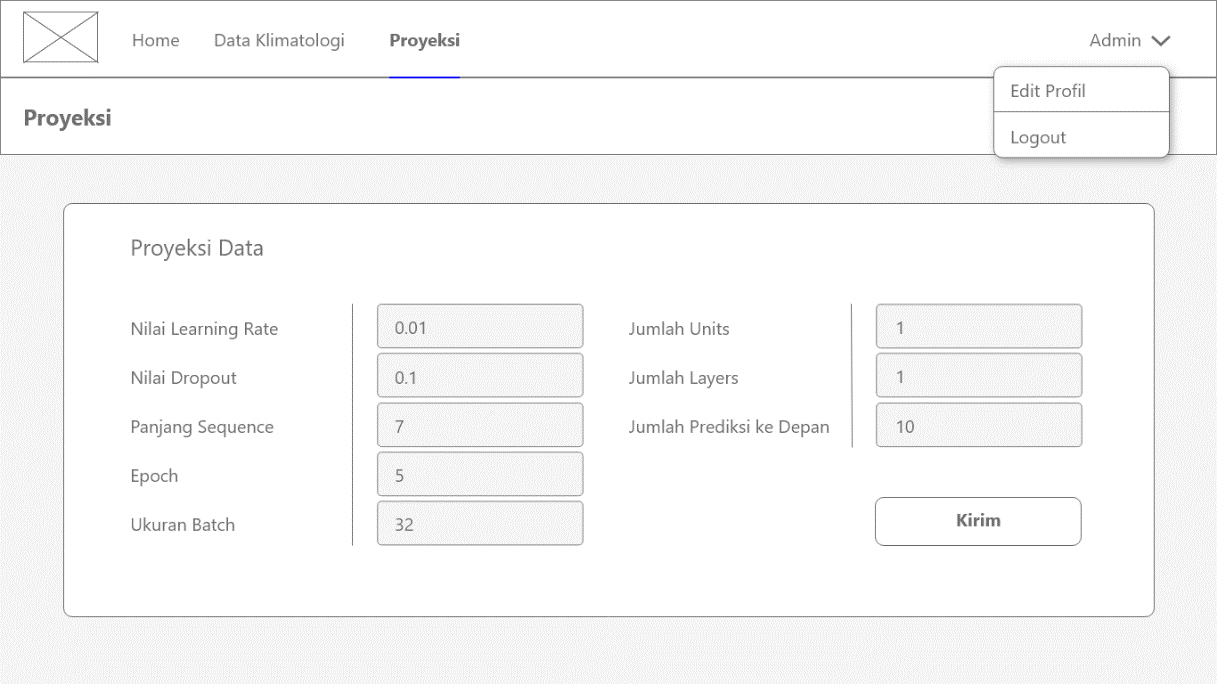 Home Data Klimatologi Proyeksi Admin
Edit Profil
Logout
Proyeksi
Proyeksi Data
Nilai Learning Rate 0.01
Nilai Dropout 0.1
Panjang Sequence 7
Epoch 5
Ukuran Batch 32
Jumlah Units 1
Jumlah Layers 1
Jumlah Prediksi ke Depan 10
Kirim